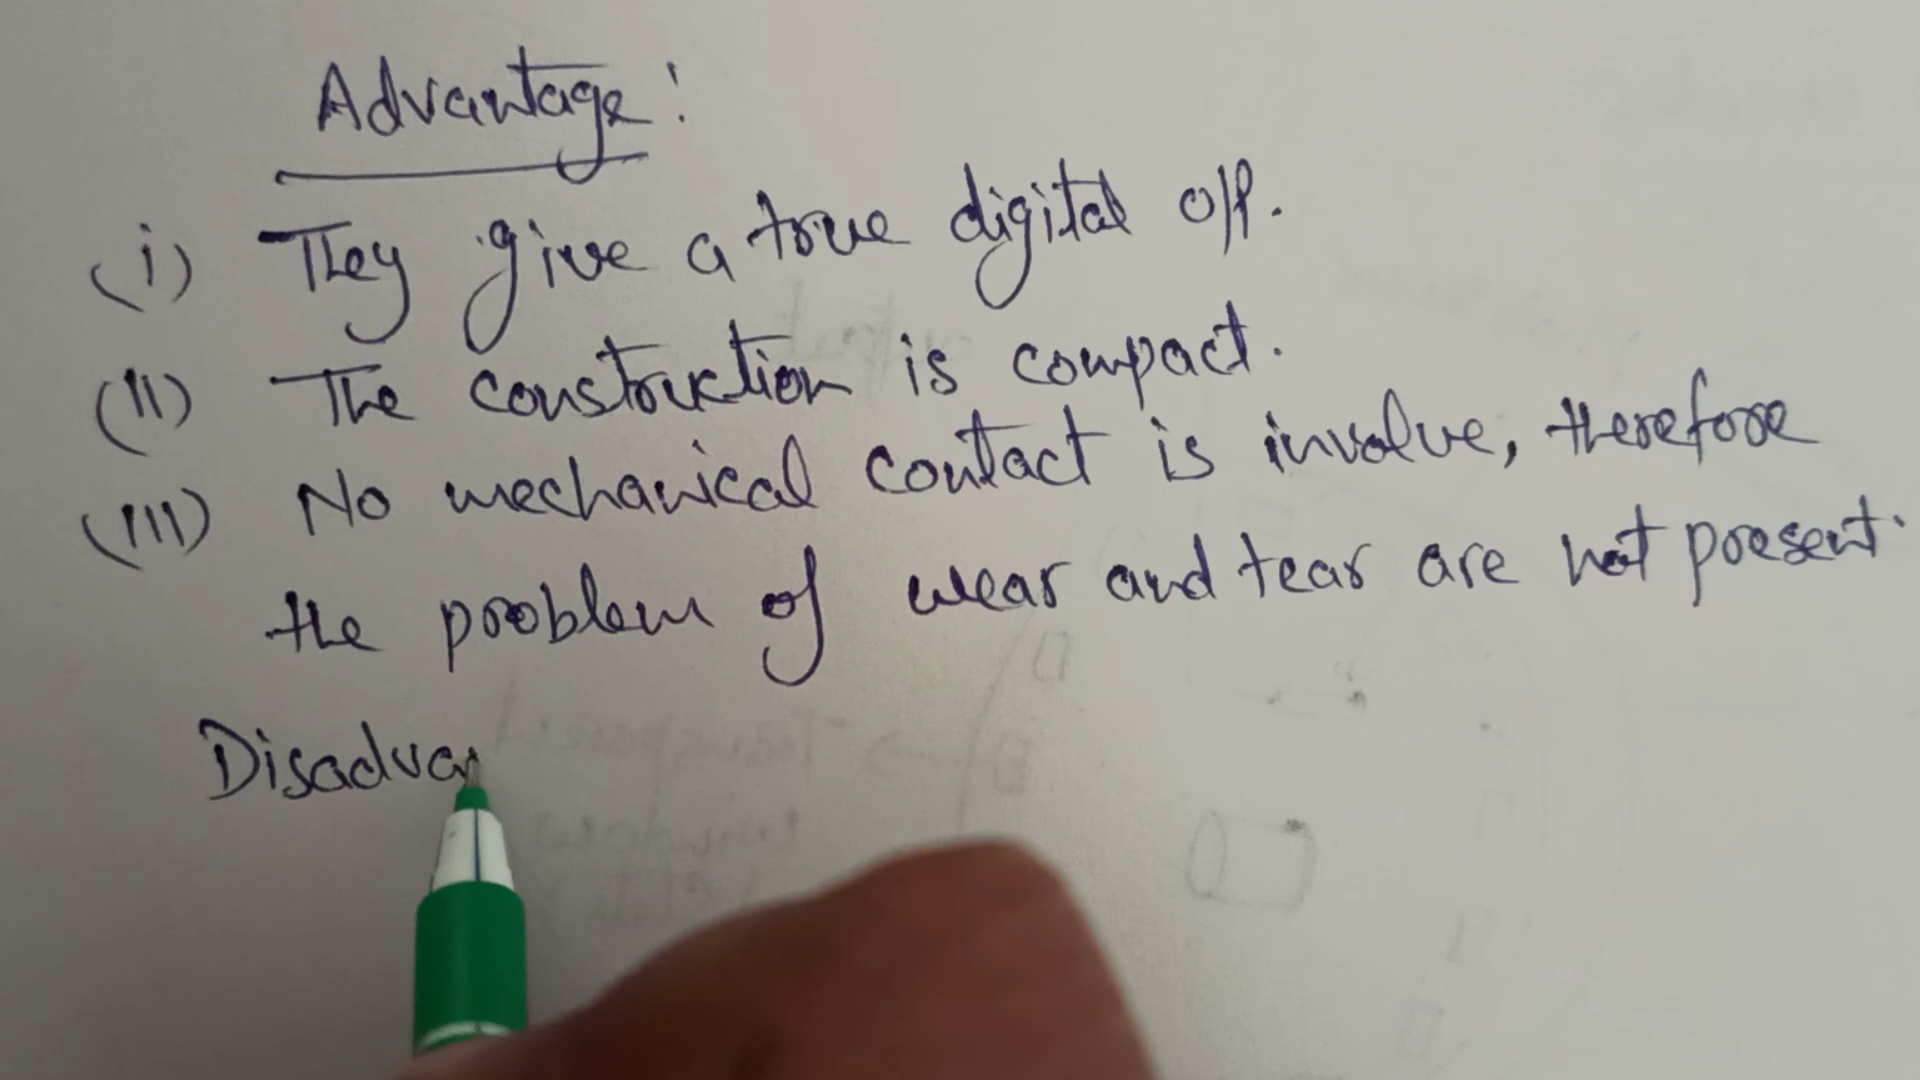 Advantage:
(i) They give a true digital o/p.
(II) The construction is compact.
(III) No mechanical contact is involve, therefore
the problem of wear and tear are not present.
Disadva